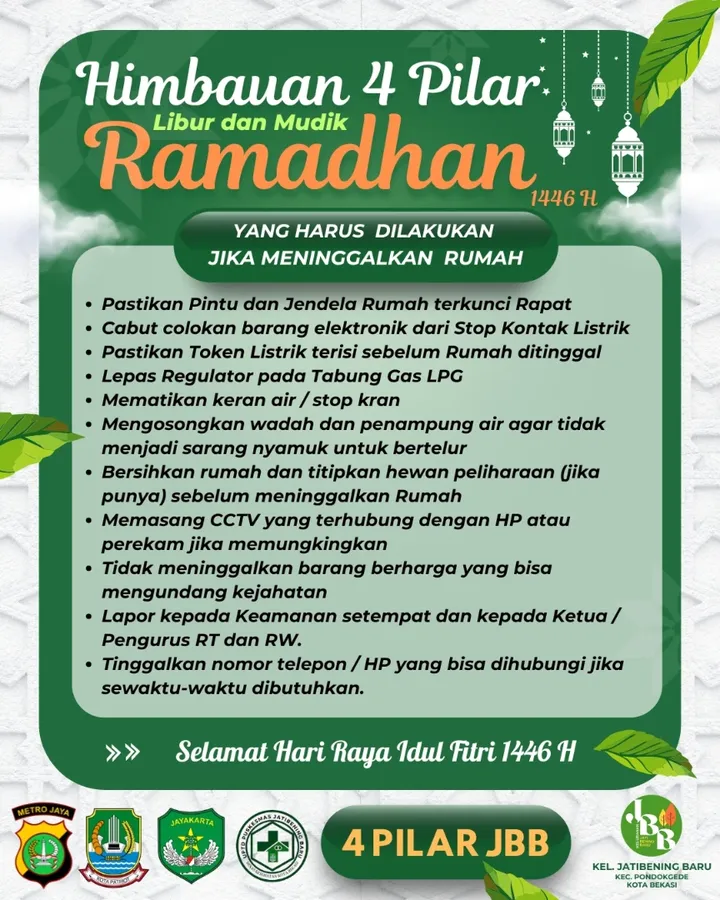 Himbauan 4 Pilar
Libur dan Mudik
Ramadhan
1446 H
YANG HARUS DILAKUKAN
JIKA MENINGGALKAN RUMAH
• Pastikan Pintu dan Jendela Rumah terkunci Rapat
• Cabut colokan barang elektronik dari Stop Kontak Listrik
• Pastikan Token Listrik terisi sebelum Rumah ditinggal
• Lepas Regulator pada Tabung Gas LPG
• Mematikan keran air / stop kran
• Mengosongkan wadah dan penampung air agar tidak
menjadi sarang nyamuk untuk bertelur
• Bersihkan rumah dan titipkan hewan peliharaan (jika
punya) sebelum meninggalkan Rumah
• Memasang CCTV yang terhubung dengan HP atau
perekam jika memungkingkan
• Tidak meninggalkan barang berharga yang bisa
mengundang kejahatan
• Lapor kepada Keamanan setempat dan kepada Ketua /
Pengurus RT dan RW.
• Tinggalkan nomor telepon / HP yang bisa dihubungi jika
sewaktu-waktu dibutuhkan.
>> Selamat Hari Raya Idul Fitri 1446 H
METRO JAYA
KOTA PATRIOT
JAYAKARTA
UPTD PUSKESMAS JATIBENING BARU
4 PILAR JBB
JBB
KEL. JATIBENING BARU
KEC. PONDOKGEDE
KOTA BEKASI